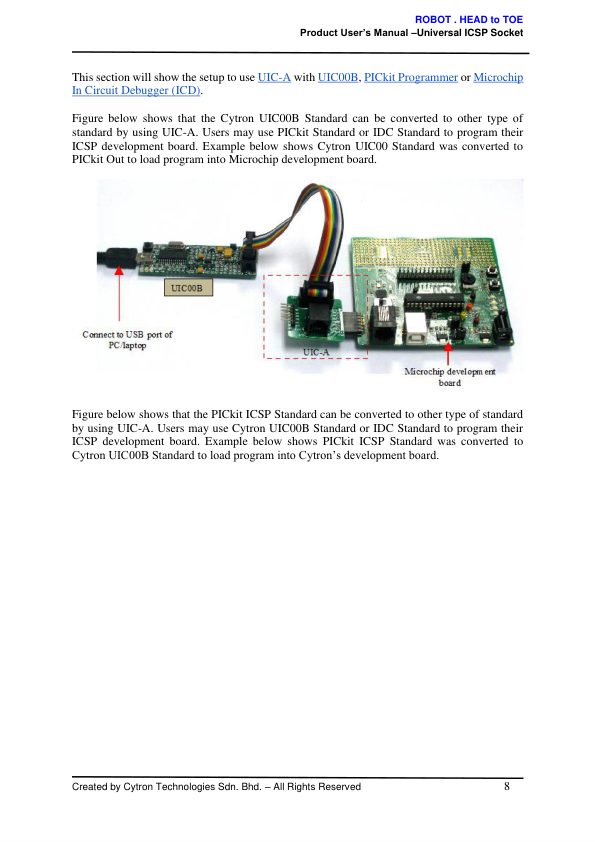 ROBOT . HEAD to TOE
Product User's Manual –Universal ICSP Socket
This section will show the setup to use UIC-A with UIC00B, PICkit Programmer or Microchip
In Circuit Debugger (ICD).
Figure below shows that the Cytron UIC00B Standard can be converted to other type of
standard by using UIC-A. Users may use PICkit Standard or IDC Standard to program their
ICSP development board. Example below shows Cytron UIC00 Standard was converted to
PICkit Out to load program into Microchip development board.
UIC00B
Connect to USB port of
PC/laptop
UIC-A
Microchip development
board
Figure below shows that the PICkit ICSP Standard can be converted to other type of standard
by using UIC-A. Users may use Cytron UIC00B Standard or IDC Standard to program their
ICSP development board. Example below shows PICkit ICSP Standard was converted to
Cytron UIC00B Standard to load program into Cytron's development board.
Created by Cytron Technologies Sdn. Bhd. – All Rights Reserved 8